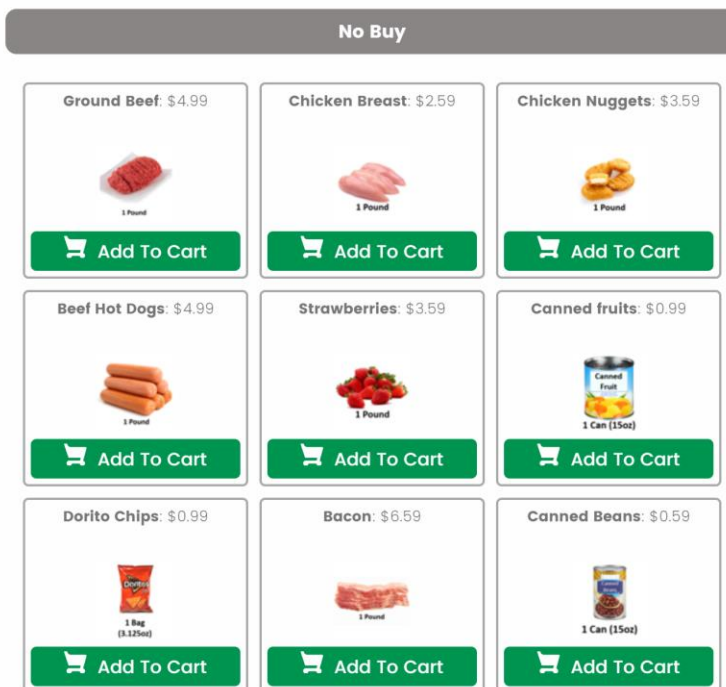 No Buy
Ground Beef: $4.99
1 Pound
Add To Cart
Chicken Breast: $2.59
1 Pound
Add To Cart
Chicken Nuggets: $3.59
1 Pound
Add To Cart
Beef Hot Dogs: $4.99
1 Pound
Add To Cart
Strawberries: $3.59
1 Pound
Add To Cart
Canned fruits: $0.99
Canned
Fruit
1 Can (15oz)
Add To Cart
Dorito Chips: $0.99
Doritos
1 Bag
(3.125oz)
Add To Cart
Bacon: $6.59
1 Pound
Add To Cart
Canned Beans: $0.59
Canned
Beans
1 Can (15oz)
Add To Cart